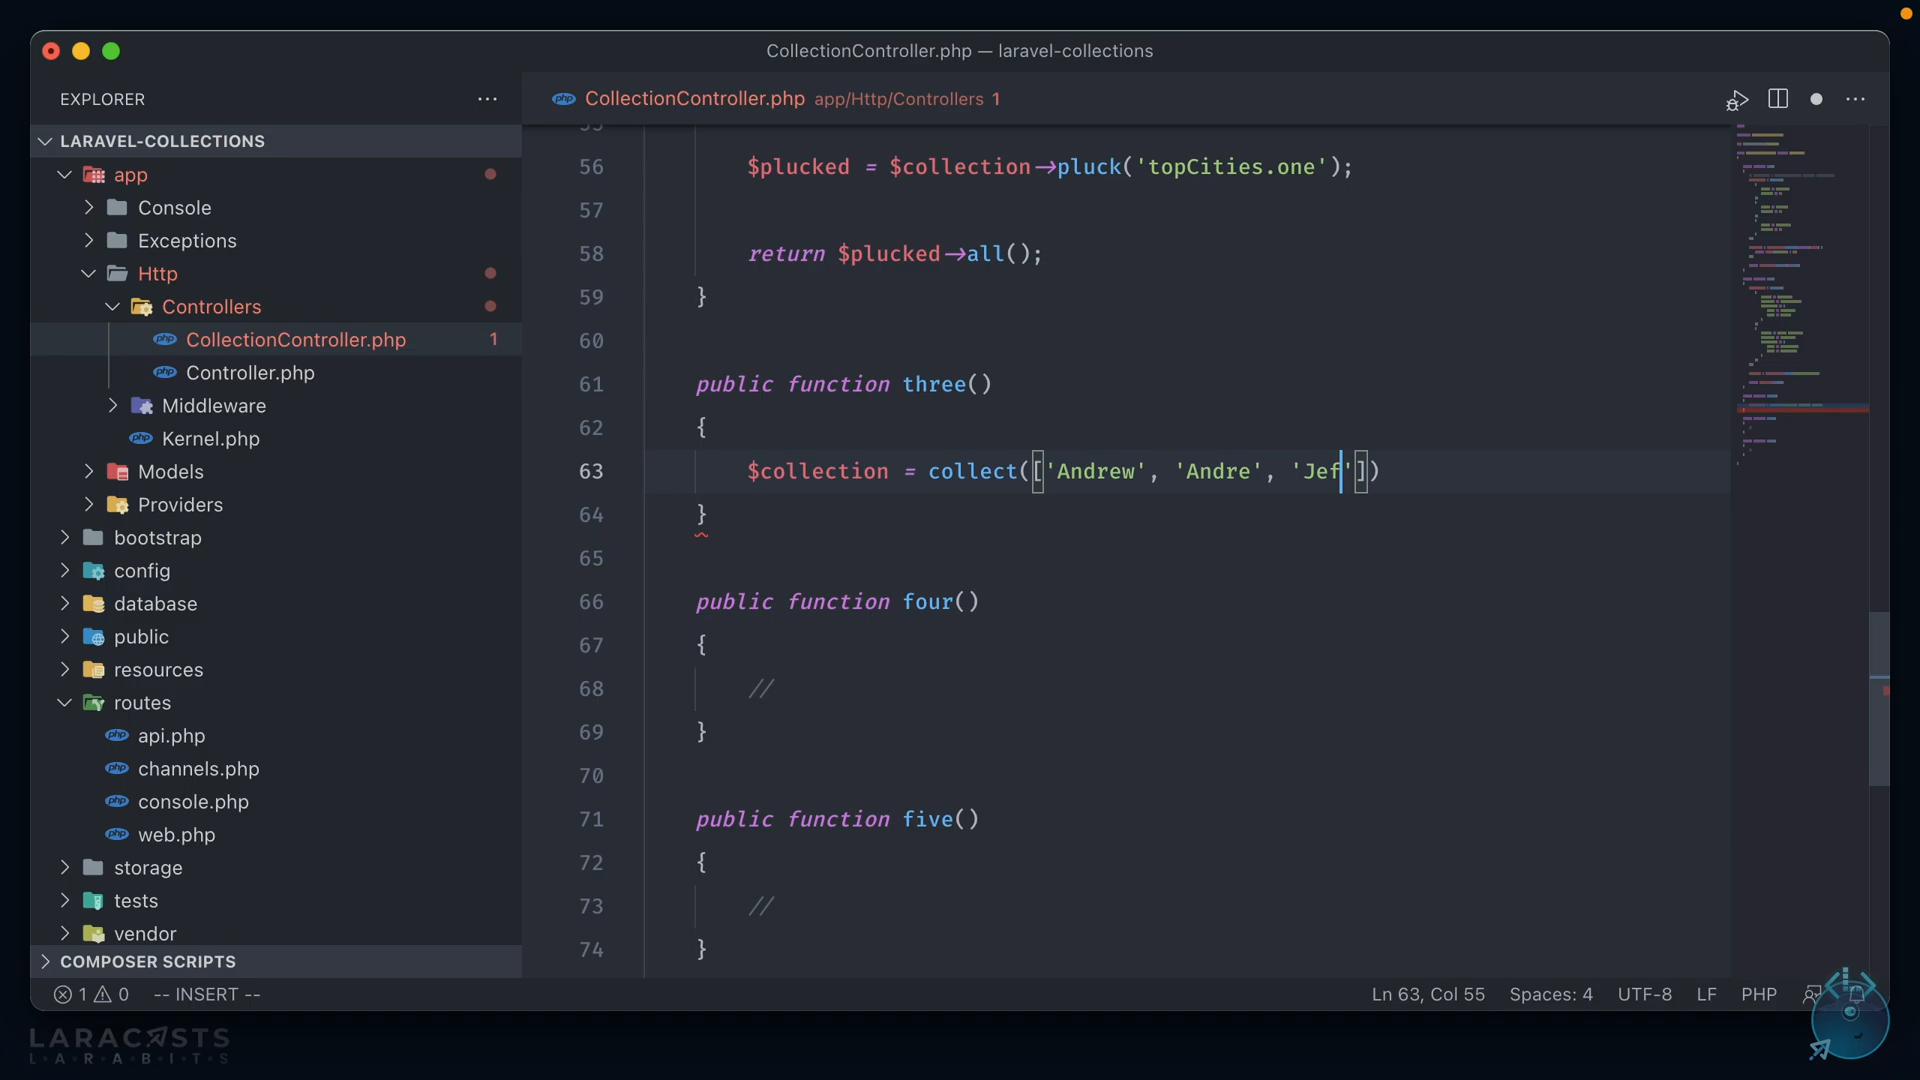 CollectionController.php — laravel-collections
EXPLORER
LARAVEL-COLLECTIONS
app
Console
Exceptions
Http
Controllers
CollectionController.php 1
Controller.php
Middleware
Kernel.php
Models
Providers
bootstrap
config
database
public
resources
routes
api.php
channels.php
console.php
web.php
storage
tests
vendor
COMPOSER SCRIPTS
CollectionController.php app/Http/Controllers 1
55
56 $plucked = $collection->pluck('topCities.one');
57
58 return $plucked->all();
59 }
60
61 public function three()
62 {
63 $collection = collect(['Andrew', 'Andre', 'Jef'])
64 }
65
66 public function four()
67 {
68 //
69 }
70
71 public function five()
72 {
73 //
74 }
1 0 -- INSERT --
Ln 63, Col 55 Spaces: 4 UTF-8 LF PHP
LARACASTS
LARABITS